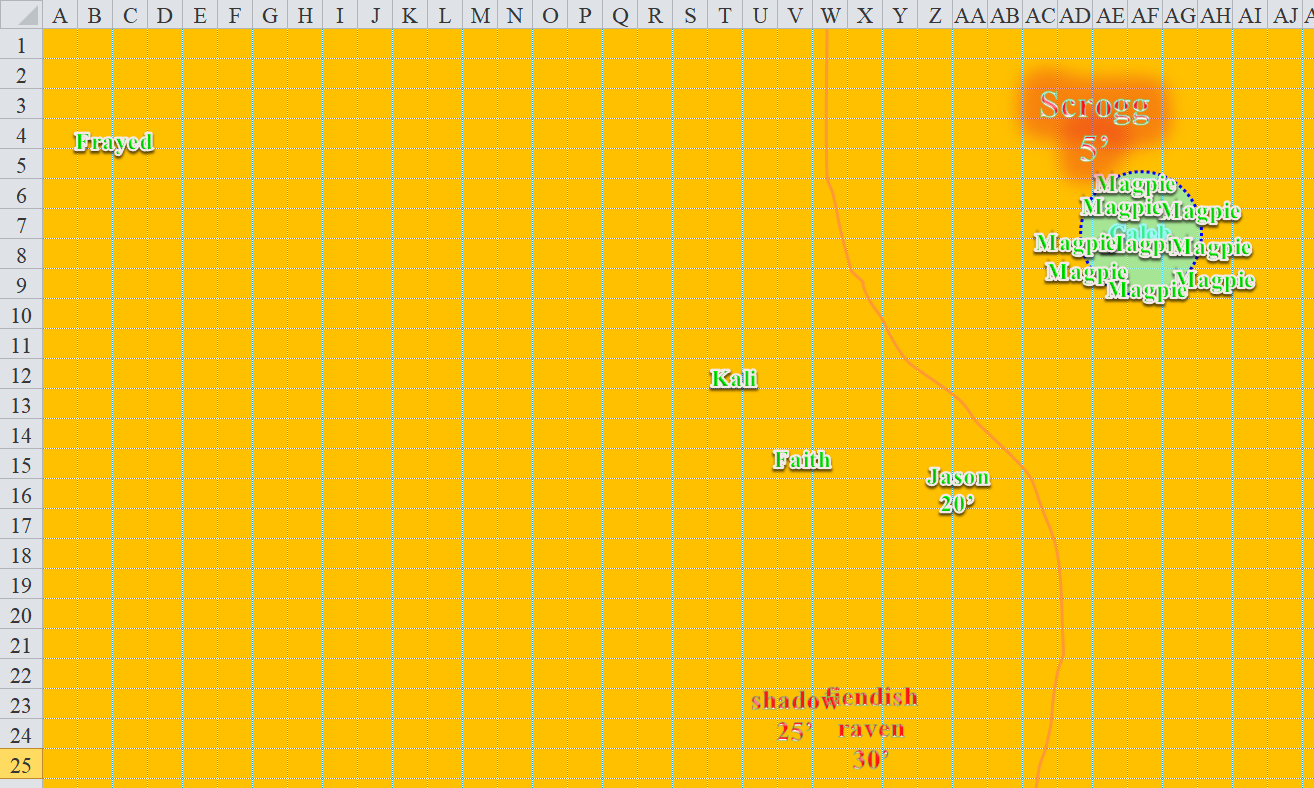 A B C D E F G H I J K L M N O P Q R S T U V W X Y Z AA AB AC AD AE AF AG AH AI AJ
1
2
3
4
5
6
7
8
9
10
11
12
13
14
15
16
17
18
19
20
21
22
23
24
25
Scrogg
5’
Frayed
Magpie
Magpie Magpie
Caleb
Magpie Magpie Magpie
Magpie Magpie
Magpie
Kali
Faith
Jason
20’
shadow
25’
fiendish
raven
30’